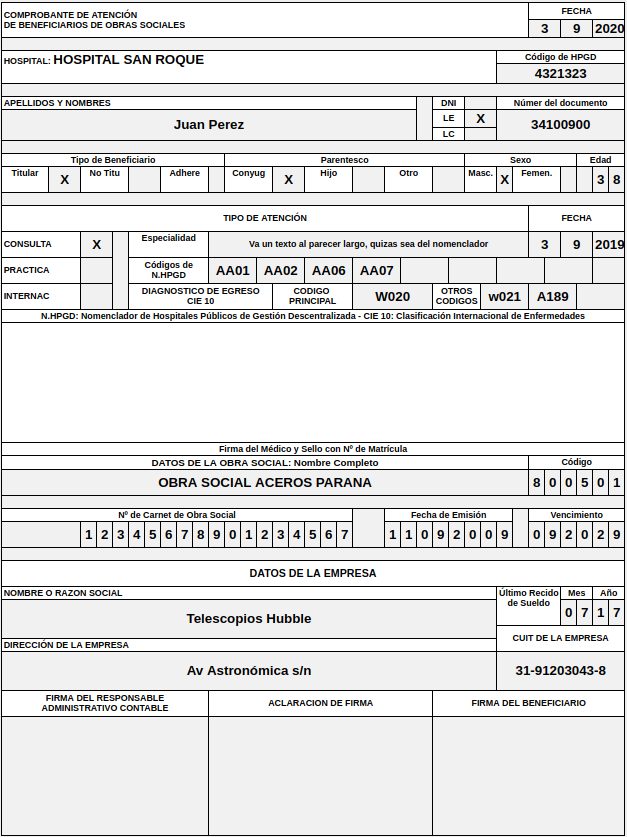 COMPROBANTE DE ATENCIÓN
DE BENEFICIARIOS DE OBRAS SOCIALES
FECHA
3 9 2020
HOSPITAL: HOSPITAL SAN ROQUE
Código de HPGD
4321323
APELLIDOS Y NOMBRES
Juan Perez
DNI
LE X
LC
Númer del documento
34100900
Tipo de Beneficiario Parentesco Sexo Edad
Titular X No Titu Adhere Conyug X Hijo Otro Masc. X Femen. 3 8
TIPO DE ATENCIÓN FECHA
CONSULTA X Especialidad Va un texto al parecer largo, quizas sea del nomenclador 3 9 2019
PRACTICA Códigos de
N.HPGD AA01 AA02 AA06 AA07
INTERNAC DIAGNOSTICO DE EGRESO
CIE 10
CODIGO
PRINCIPAL W020 OTROS
CODIGOS w021 A189
N.HPGD: Nomenclador de Hospitales Públicos de Gestión Descentralizada - CIE 10: Clasificación Internacional de Enfermedades
Firma del Médico y Sello con Nº de Matrícula
DATOS DE LA OBRA SOCIAL: Nombre Completo Código
OBRA SOCIAL ACEROS PARANA 8 0 0 5 0 1
Nº de Carnet de Obra Social Fecha de Emisión Vencimiento
1 2 3 4 5 6 7 8 9 0 1 2 3 4 5 6 7 1 1 0 9 2 0 0 9 0 9 2 0 2 9
DATOS DE LA EMPRESA
NOMBRE O RAZON SOCIAL
Telescopios Hubble
Último Recido
de Sueldo
Mes Año
0 7 1 7
DIRECCIÓN DE LA EMPRESA
CUIT DE LA EMPRESA
Av Astronómica s/n 31-91203043-8
FIRMA DEL RESPONSABLE
ADMINISTRATIVO CONTABLE
ACLARACION DE FIRMA
FIRMA DEL BENEFICIARIO